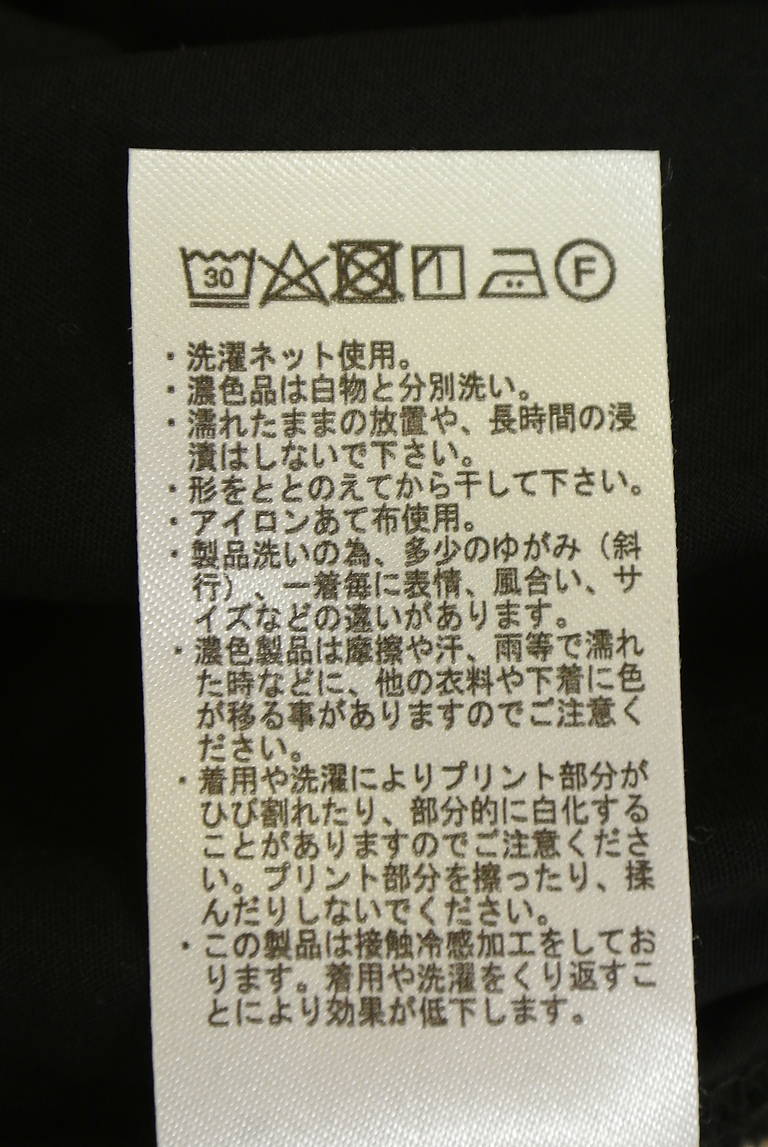 30
F
・洗濯ネット使用。
・濃色品は白物と分別洗い。
・濡れたままの放置や、長時間の浸
漬はしないで下さい。
・形をととのえてから干して下さい。
・アイロンあて布使用。
・製品洗いの為、多少のゆがみ（斜
行）、一着毎に表情、風合い、サ
イズなどの違いがあります。
・濃色製品は摩擦や汗、雨等で濡れ
た時などに、他の衣料や下着に色
が移る事がありますのでご注意く
ださい。
・着用や洗濯によりプリント部分が
ひび割れたり、部分的に白化する
ことがありますのでご注意くださ
い。プリント部分を擦ったり、揉
んだりしないでください。
・この製品は接触冷感加工をしてお
ります。着用や洗濯をくり返すこ
とにより効果が低下します。